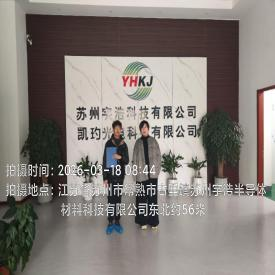 YHKJ
苏州宇浩科技有限公司
凯玓光 科技有限公司
拍摄时间: 2026-03-18 08:44
拍摄地点: 江苏省苏州市常熟市 苏州宇浩半导体
材料科技有限公司东北约56米